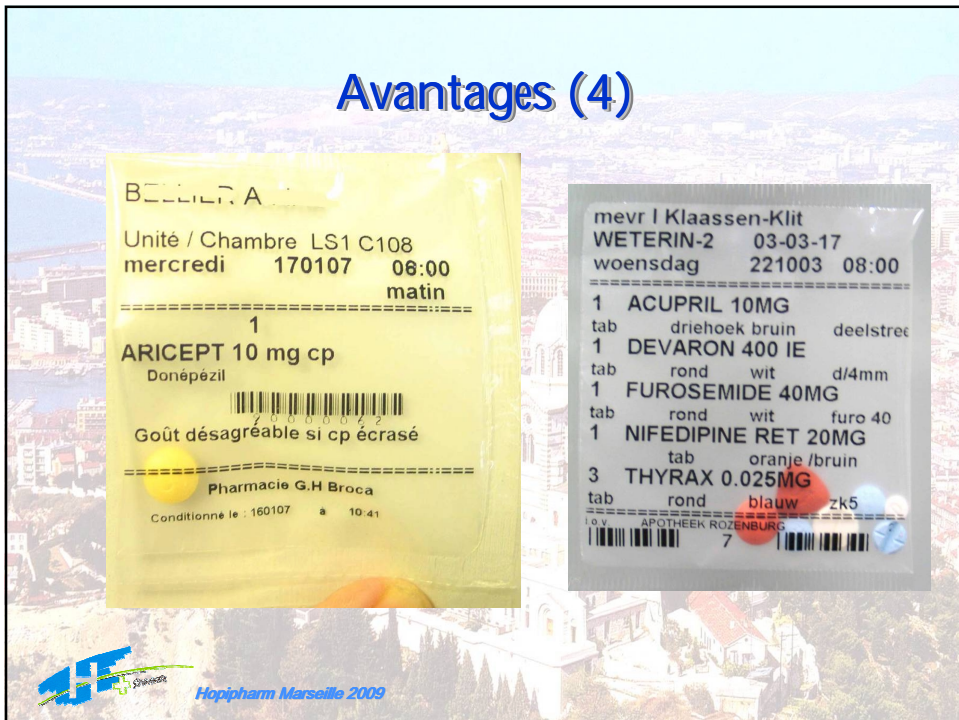 Avantages (4)
A
Unité / Chambre LS1 C108
mercredi 170107 06:00
matin
1
ARICEPT 10 mg cp
Donépézil
2000062
Goût désagréable si cp écrasé
Pharmacie G.H Broca
Conditionné le : 160107 à 10:41
mevr I Klaassen-Klit
WETERIN-2 03-03-17
woensdag 221003 08:00
1 ACUPRIL 10MG
tab driehoek bruin deelstree
1 DEVARON 400 IE
tab rond wit d/4mm
1 FUROSEMIDE 40MG
tab rond wit furo 40
1 NIFEDIPINE RET 20MG
tab oranje /bruin
3 THYRAX 0.025MG
tab rond blauw zk5
i.o.v. APOTHEEK ROZENBURG
7
Hopipharm Marseille 2009